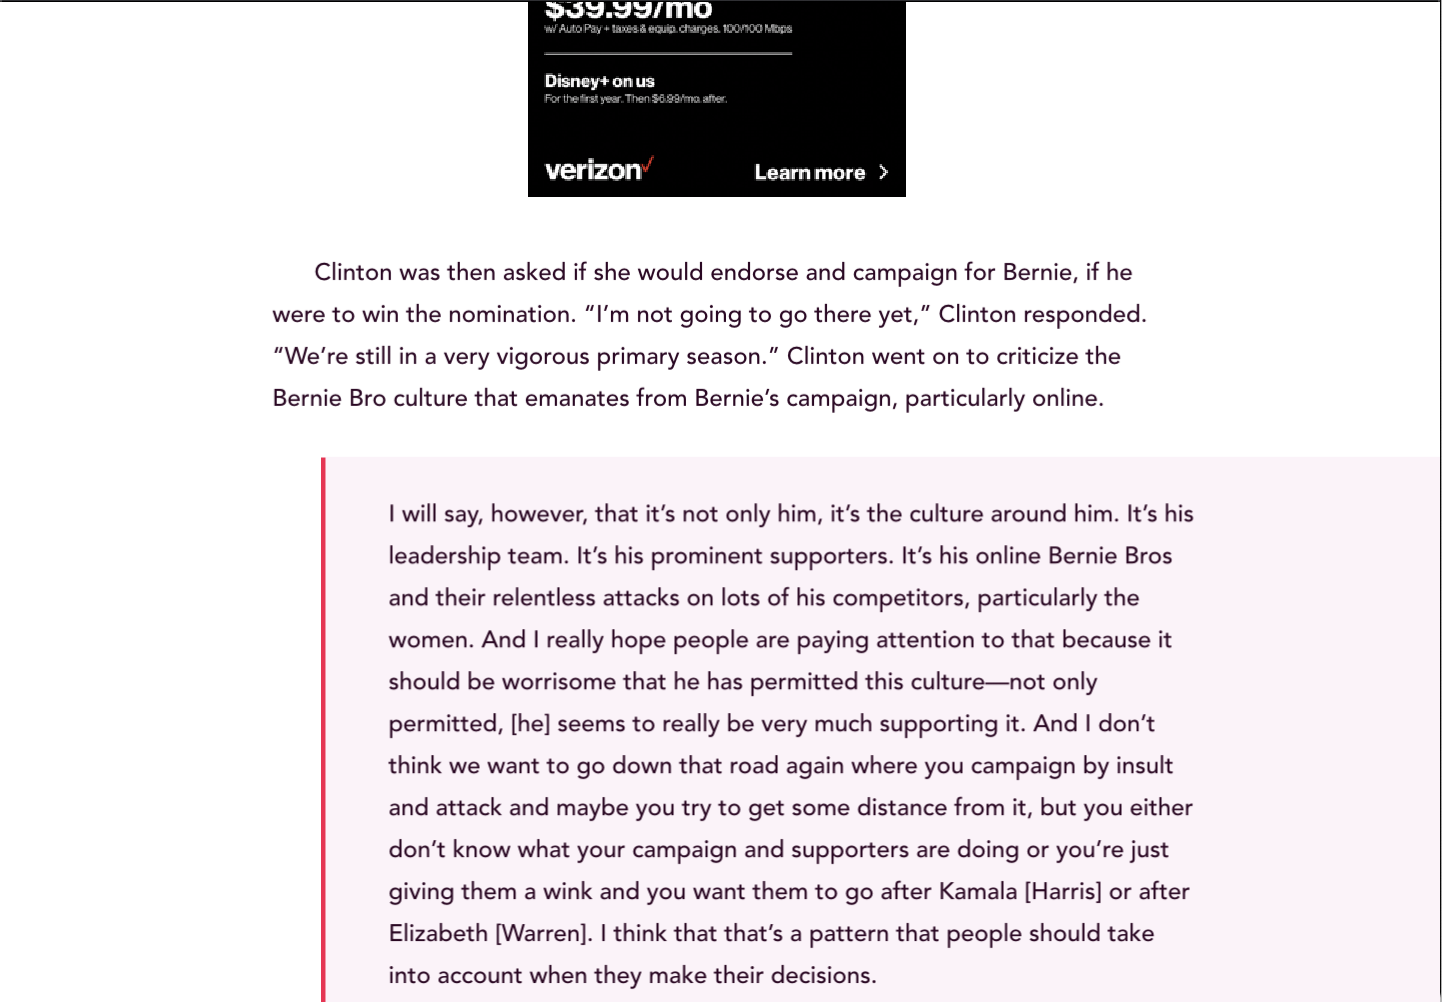 $39.99/mo
w/ Auto Pay + taxes & equip. charges. 100/100 Mbps
Disney+ on us
For the first year. Then $6.99/mo. after.
verizon✓
Learn more >
Clinton was then asked if she would endorse and campaign for Bernie, if he
were to win the nomination. “I’m not going to go there yet,” Clinton responded.
“We’re still in a very vigorous primary season.” Clinton went on to criticize the
Bernie Bro culture that emanates from Bernie’s campaign, particularly online.
I will say, however, that it’s not only him, it’s the culture around him. It’s his
leadership team. It’s his prominent supporters. It’s his online Bernie Bros
and their relentless attacks on lots of his competitors, particularly the
women. And I really hope people are paying attention to that because it
should be worrisome that he has permitted this culture—not only
permitted, [he] seems to really be very much supporting it. And I don’t
think we want to go down that road again where you campaign by insult
and attack and maybe you try to get some distance from it, but you either
don’t know what your campaign and supporters are doing or you’re just
giving them a wink and you want them to go after Kamala [Harris] or after
Elizabeth [Warren]. I think that that’s a pattern that people should take
into account when they make their decisions.